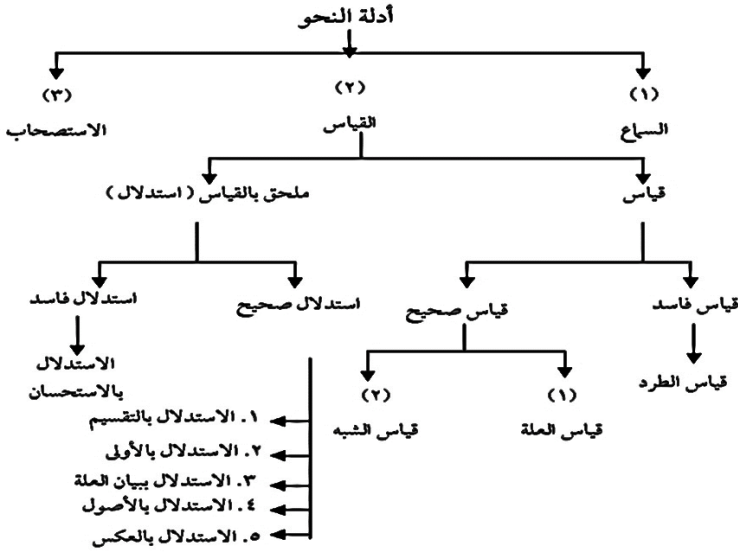 أدلة النحو
(١)
(٢)
(٣)
السماع
القياس
الاستصحاب
قياس
ملحق بالقياس (استدلال)
قياس فاسد
قياس صحيح
استدلال صحيح
استدلال فاسد
قياس الطرد
(١)
(٢)
قياس العلة
قياس الشبه
الاستدلال
بالاستحسان
١. الاستدلال بالتقسيم
٢. الاستدلال بالأولى
٣. الاستدلال ببيان العلة
٤. الاستدلال بالأصول
٥. الاستدلال بالعكس